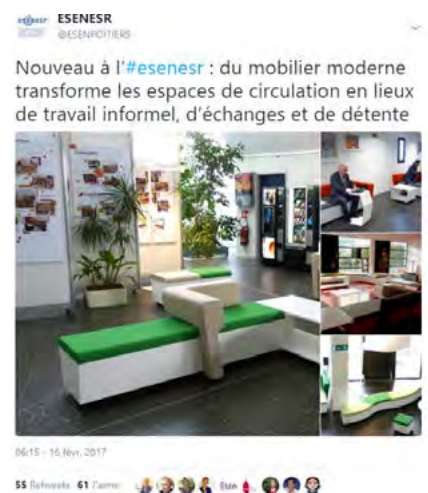 ESENESR
@ESENPOITIERS
Nouveau à l'#esenesr : du mobilier moderne
transforme les espaces de circulation en lieux
de travail informel, d'échanges et de détente
06:15 - 16 févr. 2017
55 Retweets 61 J'aime